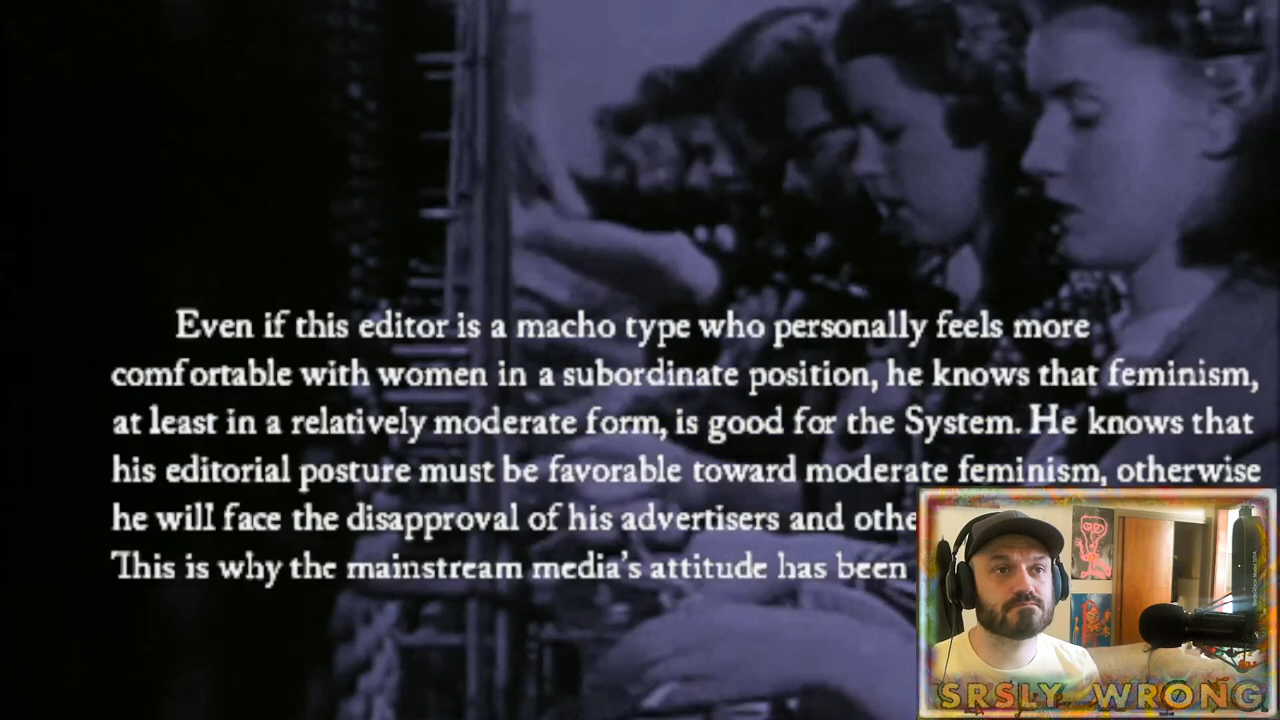 Even if this editor is a macho type who personally feels more
comfortable with women in a subordinate position, he knows that feminism,
at least in a relatively moderate form, is good for the System. He knows that
his editorial posture must be favorable toward moderate feminism, otherwise
he will face the disapproval of his advertisers and othe
This is why the mainstream media's attitude has been
SRSLY WRONG